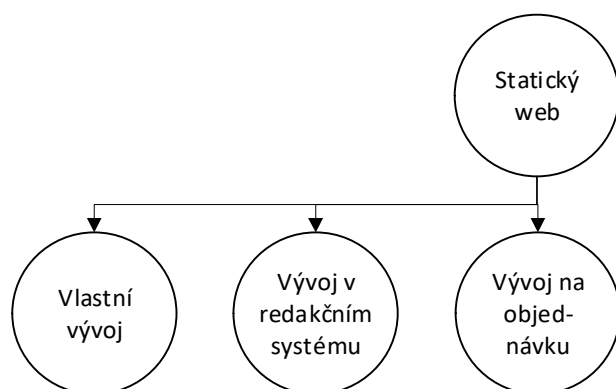 Statický
web
Vlastní
vývoj
Vývoj v
redakčním
systému
Vývoj na
objed-
návku